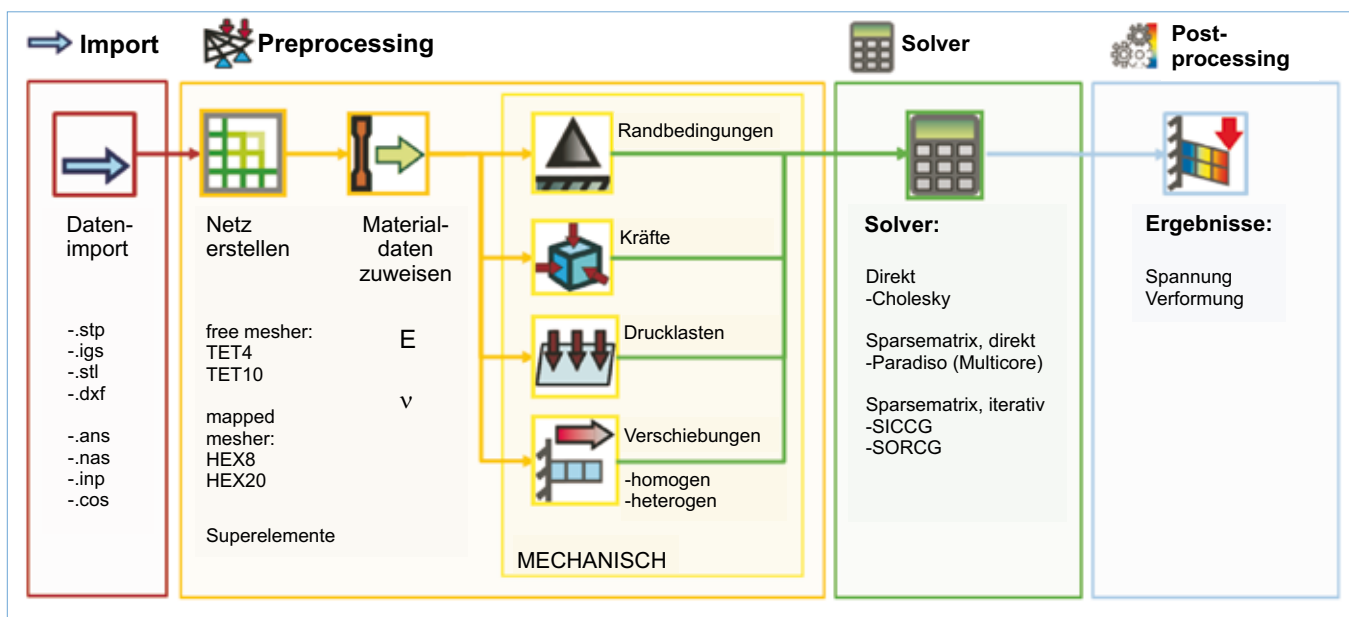 Import
Preprocessing
Solver
Post-
processing
Daten-
import
-.stp
-.igs
-.stl
-.dxf
-.ans
-.nas
-.inp
-.cos
Netz
erstellen
free mesher:
TET4
TET10
mapped
mesher:
HEX8
HEX20
Superelemente
Material-
daten
zuweisen
E
ν
Randbedingungen
Kräfte
Drucklasten
Verschiebungen
-homogen
-heterogen
MECHANISCH
Solver:
Direkt
-Cholesky
Sparsematrix, direkt
-Paradiso (Multicore)
Sparsematrix, iterativ
-SICCG
-SORCG
Ergebnisse:
Spannung
Verformung